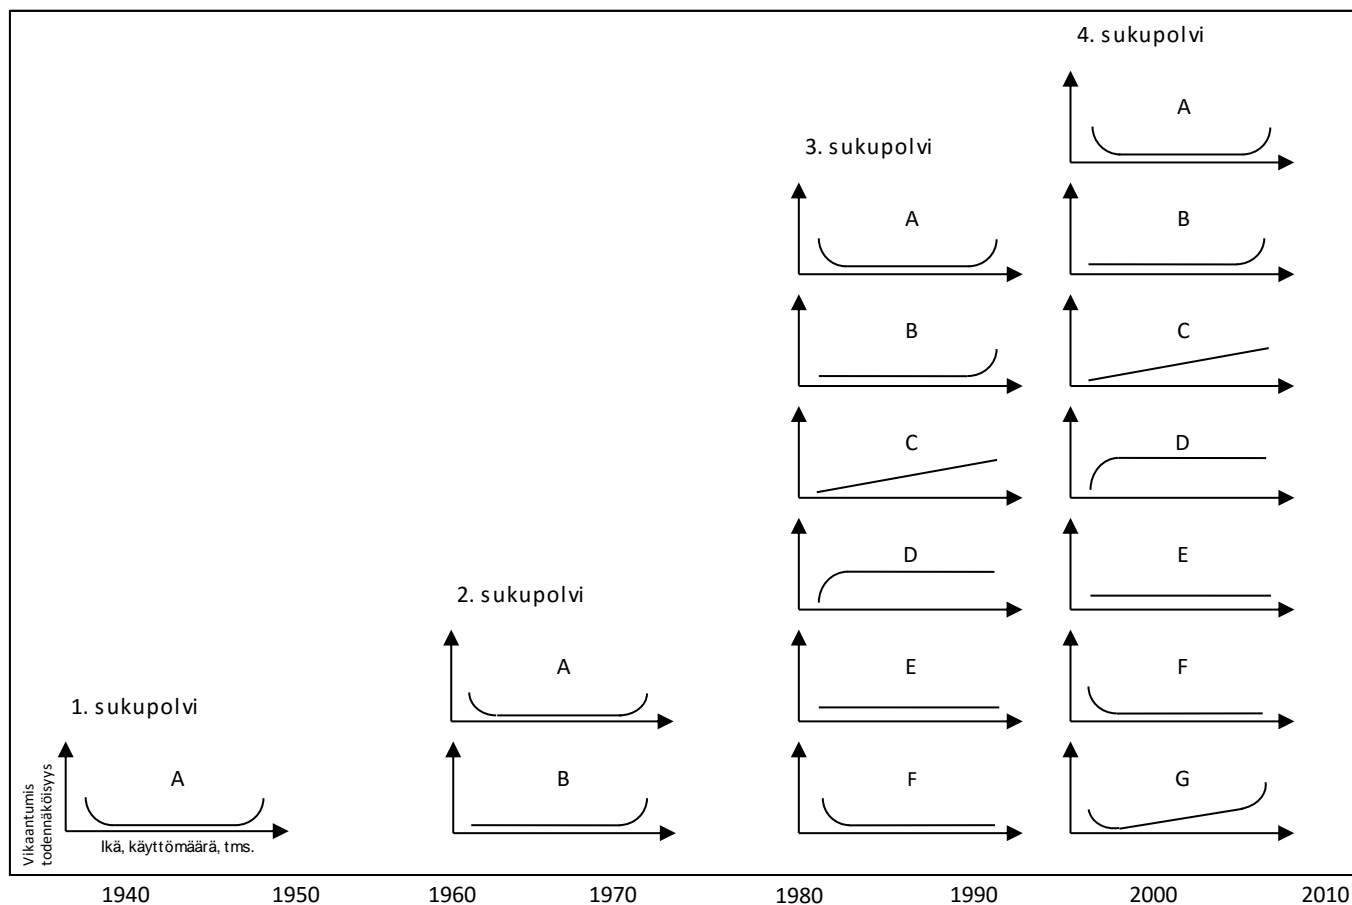 1. sukupolvi
A
Vikaantumis
todennäköisyys
Ikä, käyttömäärä, tms.
2. sukupolvi
A
B
3. sukupolvi
A
B
C
D
E
F
4. sukupolvi
A
B
C
D
E
F
G
1940 1950 1960 1970 1980 1990 2000 2010